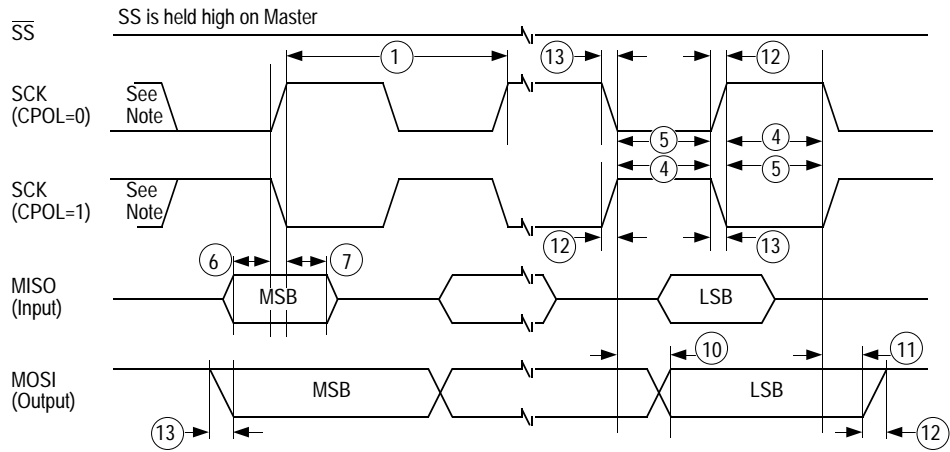 SS is held high on Master
SS
1
13
12
SCK
(CPOL=0)
See
Note
5
4
4
5
SCK
(CPOL=1)
See
Note
12
13
6
7
MISO
(Input)
MSB
LSB
10
11
MOSI
(Output)
MSB
LSB
13
12